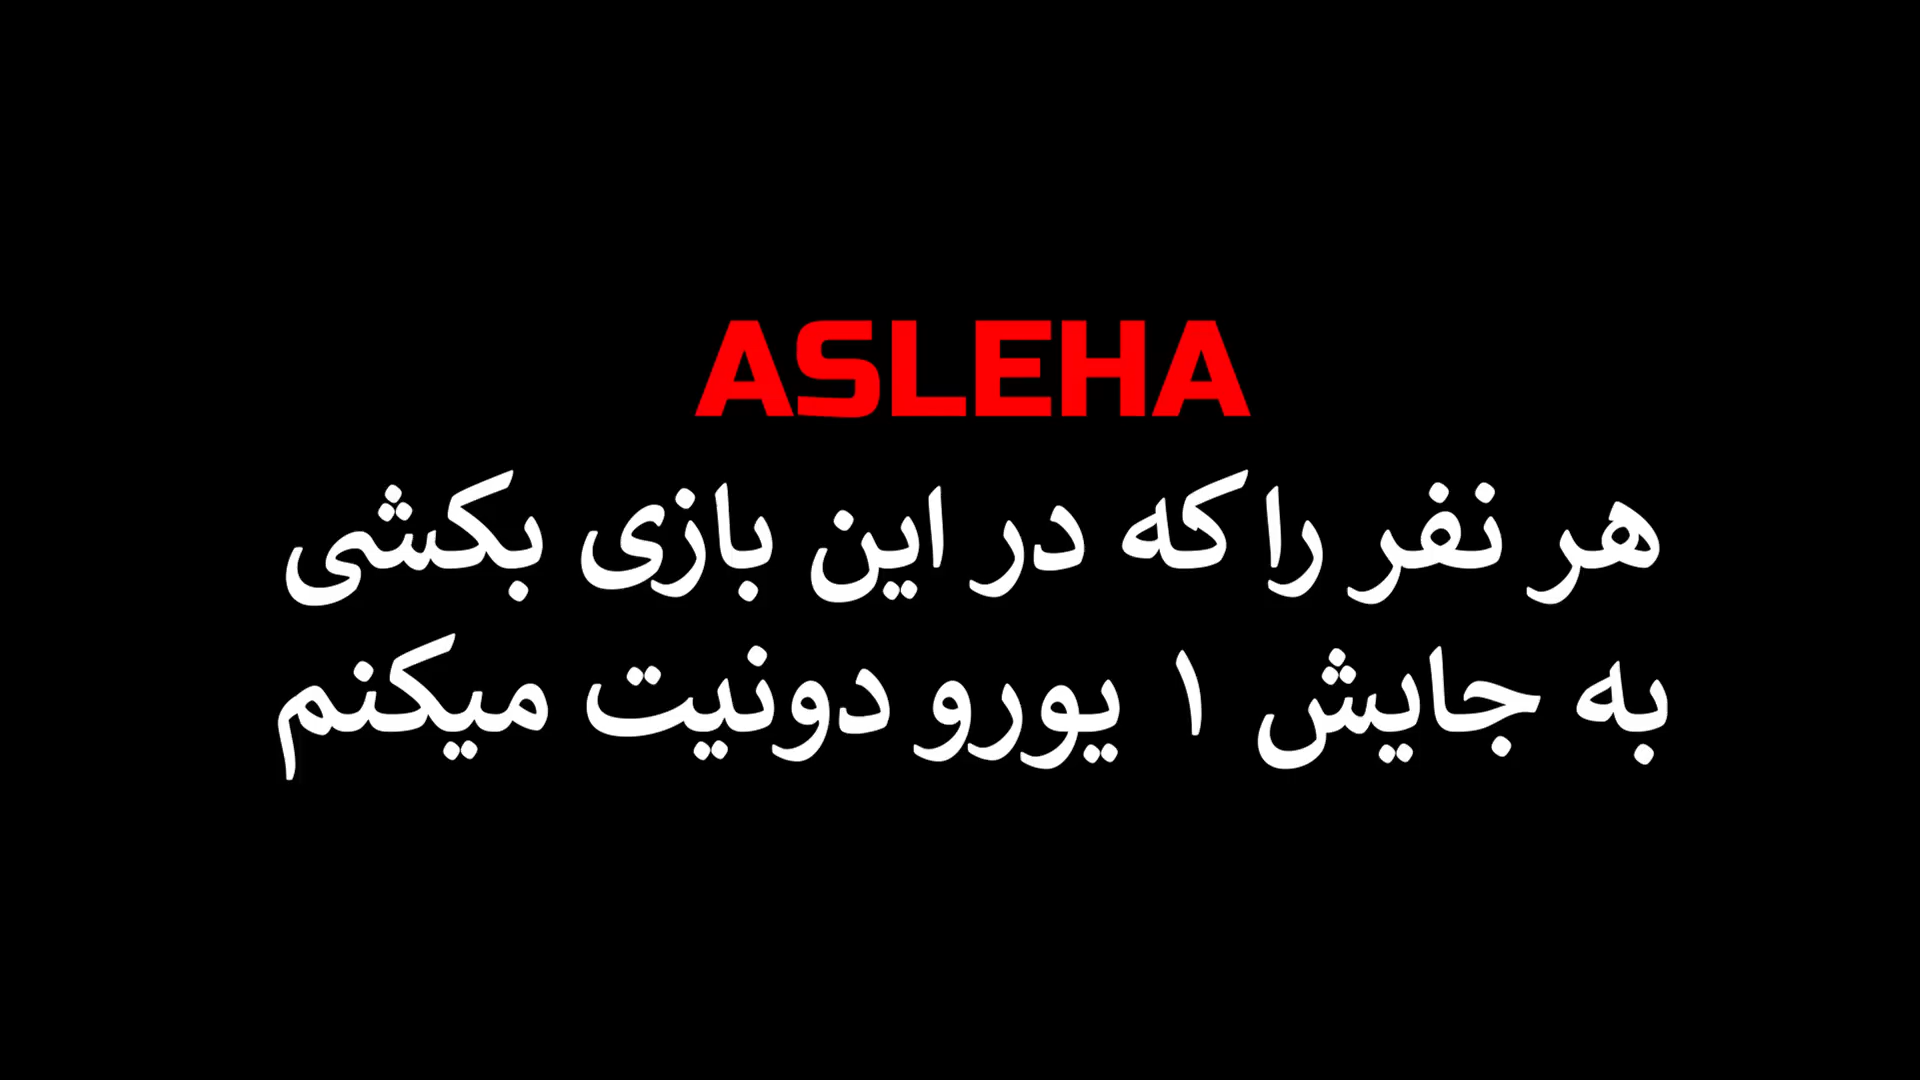 ASLEHA
هر نفر را که در این بازی بکشی
به جایش ۱ یورو دونیت میکنم